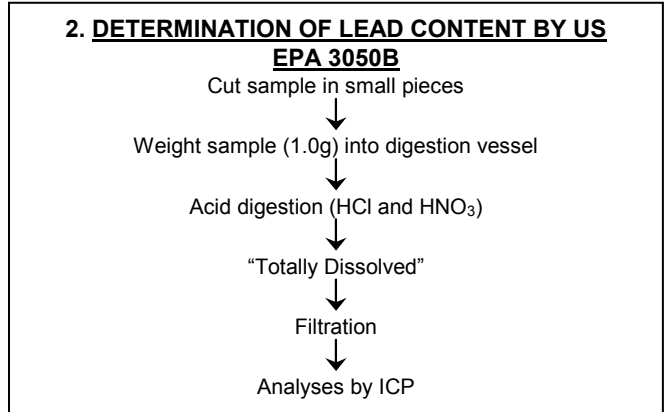 2. DETERMINATION OF LEAD CONTENT BY US
EPA 3050B
Cut sample in small pieces
Weight sample (1.0g) into digestion vessel
Acid digestion (HCl and HNO₃)
“Totally Dissolved”
Filtration
Analyses by ICP